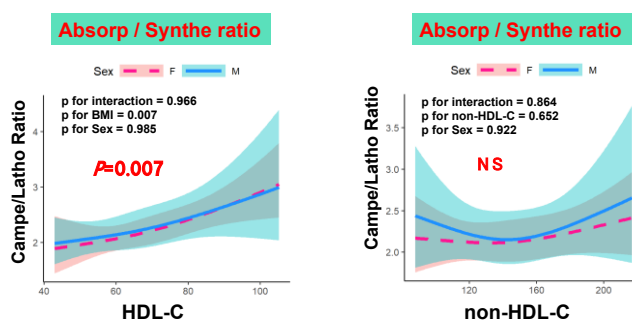 Absorp / Synthe ratio
Sex F M
p for interaction = 0.966
p for BMI = 0.007
p for Sex = 0.985
P=0.007
Campe/Latho Ratio
4
3
2
40 60 80 100
HDL-C
Absorp / Synthe ratio
Sex F M
p for interaction = 0.864
p for non-HDL-C = 0.652
p for Sex = 0.922
NS
Campe/Latho Ratio
3.5
3.0
2.5
2.0
120 160 200
non-HDL-C